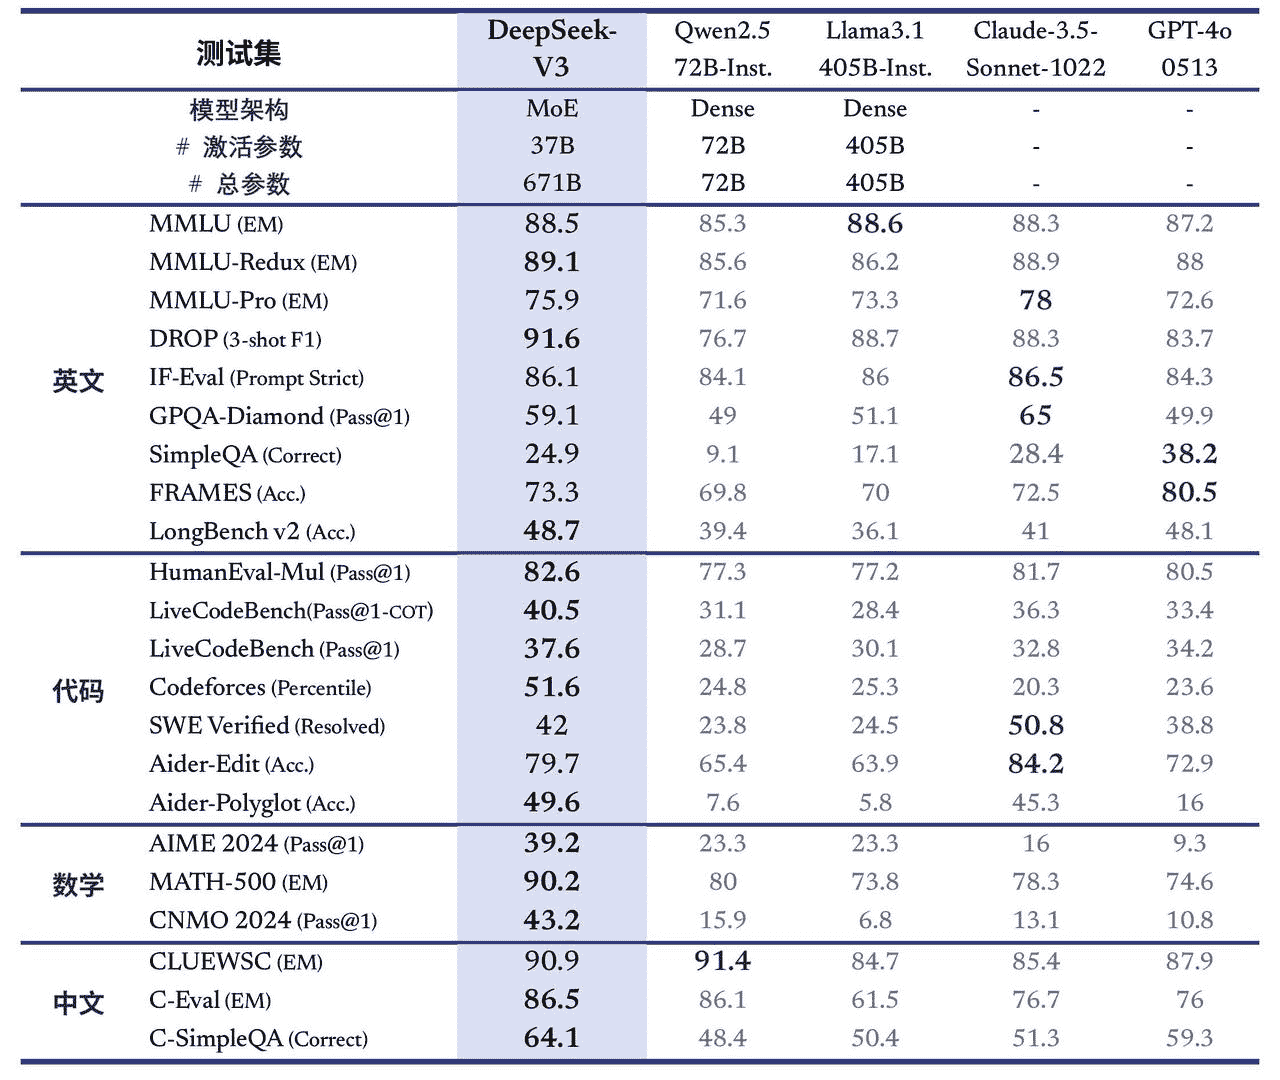 测试集 DeepSeek-V3 Qwen2.5 72B-Inst. Llama3.1 405B-Inst. Claude-3.5-Sonnet-1022 GPT-4o 0513
模型架构 MoE Dense Dense - -
# 激活参数 37B 72B 405B - -
# 总参数 671B 72B 405B - -
英文
MMLU (EM) 88.5 85.3 88.6 88.3 87.2
MMLU-Redux (EM) 89.1 85.6 86.2 88.9 88
MMLU-Pro (EM) 75.9 71.6 73.3 78 72.6
DROP (3-shot F1) 91.6 76.7 88.7 88.3 83.7
IF-Eval (Prompt Strict) 86.1 84.1 86 86.5 84.3
GPQA-Diamond (Pass@1) 59.1 49 51.1 65 49.9
SimpleQA (Correct) 24.9 9.1 17.1 28.4 38.2
FRAMES (Acc.) 73.3 69.8 70 72.5 80.5
LongBench v2 (Acc.) 48.7 39.4 36.1 41 48.1
代码
HumanEval-Mul (Pass@1) 82.6 77.3 77.2 81.7 80.5
LiveCodeBench(Pass@1-COT) 40.5 31.1 28.4 36.3 33.4
LiveCodeBench (Pass@1) 37.6 28.7 30.1 32.8 34.2
Codeforces (Percentile) 51.6 24.8 25.3 20.3 23.6
SWE Verified (Resolved) 42 23.8 24.5 50.8 38.8
Aider-Edit (Acc.) 79.7 65.4 63.9 84.2 72.9
Aider-Polyglot (Acc.) 49.6 7.6 5.8 45.3 16
数学
AIME 2024 (Pass@1) 39.2 23.3 23.3 16 9.3
MATH-500 (EM) 90.2 80 73.8 78.3 74.6
CNMO 2024 (Pass@1) 43.2 15.9 6.8 13.1 10.8
中文
CLUEWSC (EM) 90.9 91.4 84.7 85.4 87.9
C-Eval (EM) 86.5 86.1 61.5 76.7 76
C-SimpleQA (Correct) 64.1 48.4 50.4 51.3 59.3